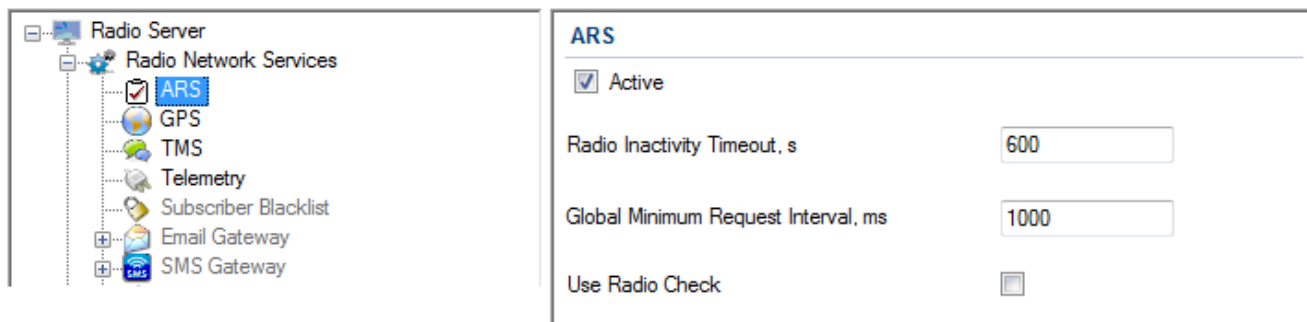 Radio Server
Radio Network Services
ARS
GPS
TMS
Telemetry
Subscriber Blacklist
Email Gateway
SMS
SMS Gateway
ARS
Active
Radio Inactivity Timeout, s
600
Global Minimum Request Interval, ms
1000
Use Radio Check